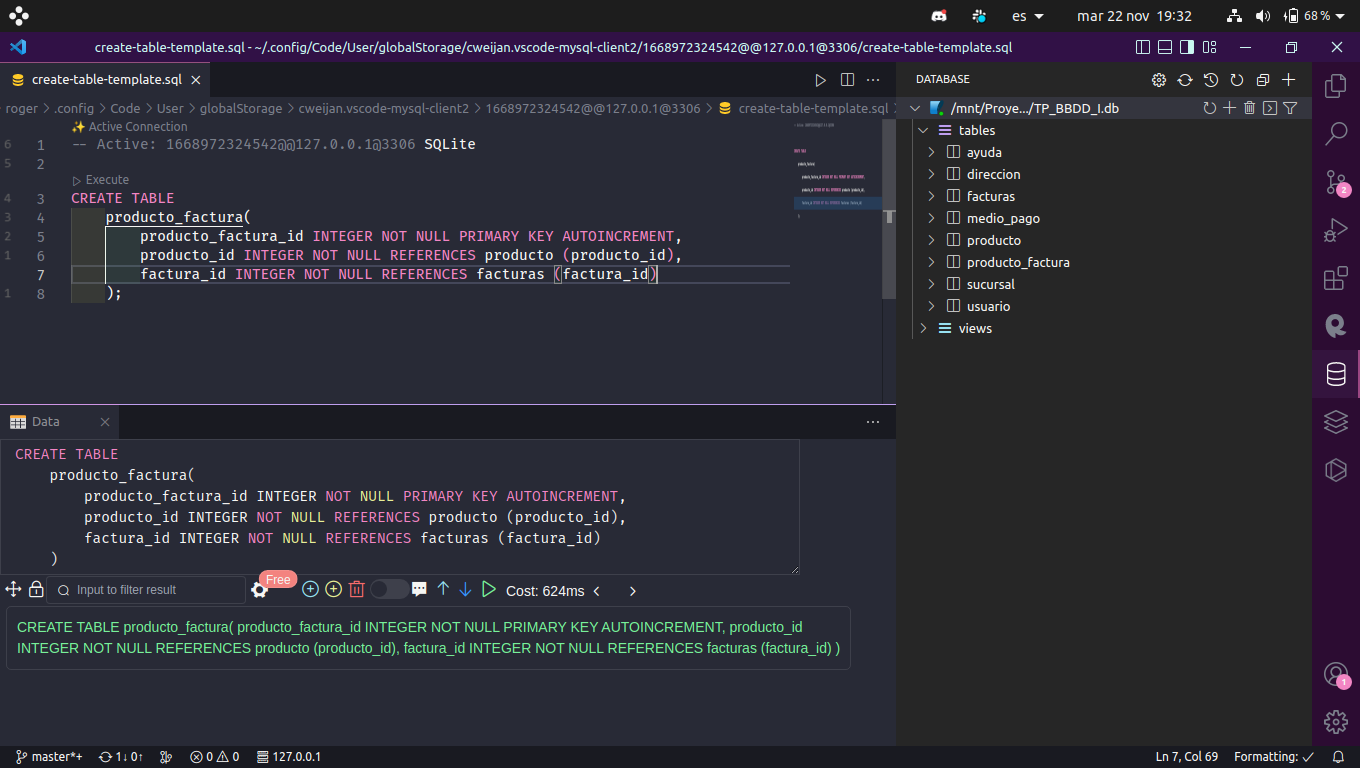 es
mar 22 nov 19:32
68 %
create-table-template.sql - ~/.config/Code/User/globalStorage/cweijan.vscode-mysql-client2/1668972324542@@127.0.0.1@3306/create-table-template.sql
create-table-template.sql
DATABASE
roger > .config > Code > User > globalStorage > cweijan.vscode-mysql-client2 > 1668972324542@@127.0.0.1@3306 > create-table-template.sql
✨ Active Connection
6 1 -- Active: 1668972324542@@127.0.0.1@3306 SQLite
5 2
▷ Execute
4 3 CREATE TABLE
3 4 producto_factura(
2 5 producto_factura_id INTEGER NOT NULL PRIMARY KEY AUTOINCREMENT,
1 6 producto_id INTEGER NOT NULL REFERENCES producto (producto_id),
7 factura_id INTEGER NOT NULL REFERENCES facturas (factura_id)
1 8 );
/mnt/Proye.../TP_BBDD_I.db
tables
ayuda
direccion
facturas
medio_pago
producto
producto_factura
sucursal
usuario
views
2
Data
CREATE TABLE
producto_factura(
producto_factura_id INTEGER NOT NULL PRIMARY KEY AUTOINCREMENT,
producto_id INTEGER NOT NULL REFERENCES producto (producto_id),
factura_id INTEGER NOT NULL REFERENCES facturas (factura_id)
)
Input to filter result
Free
Cost: 624ms
CREATE TABLE producto_factura( producto_factura_id INTEGER NOT NULL PRIMARY KEY AUTOINCREMENT, producto_id
INTEGER NOT NULL REFERENCES producto (producto_id), factura_id INTEGER NOT NULL REFERENCES facturas (factura_id) )
1
master*+
1↓ 0↑
0
0
127.0.0.1
Ln 7, Col 69
Formatting: ✓